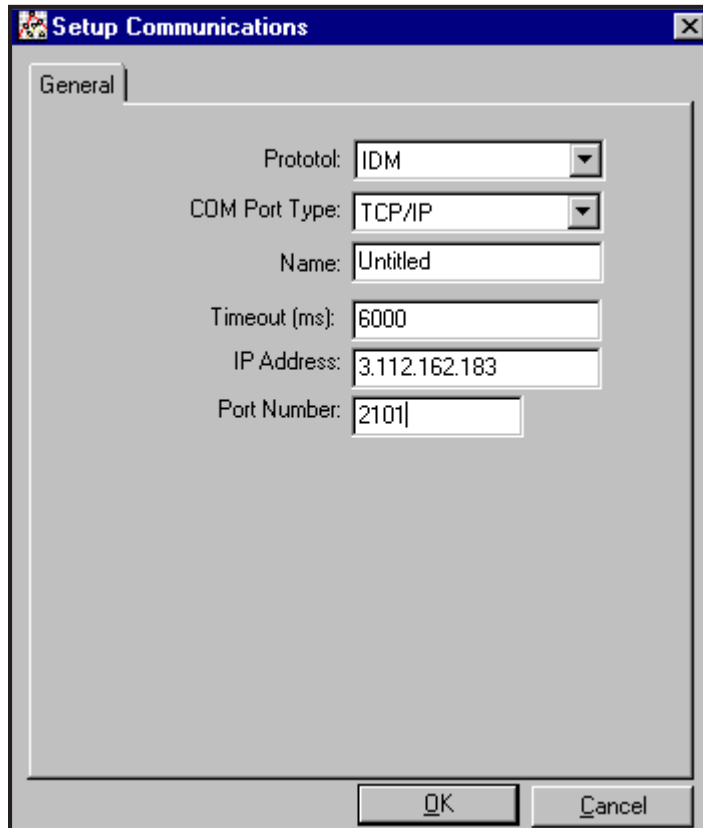 Setup Communications
General
Prototol: IDM
COM Port Type: TCP/IP
Name: Untitled
Timeout (ms): 6000
IP Address: 3.112.162.183
Port Number: 2101
OK Cancel